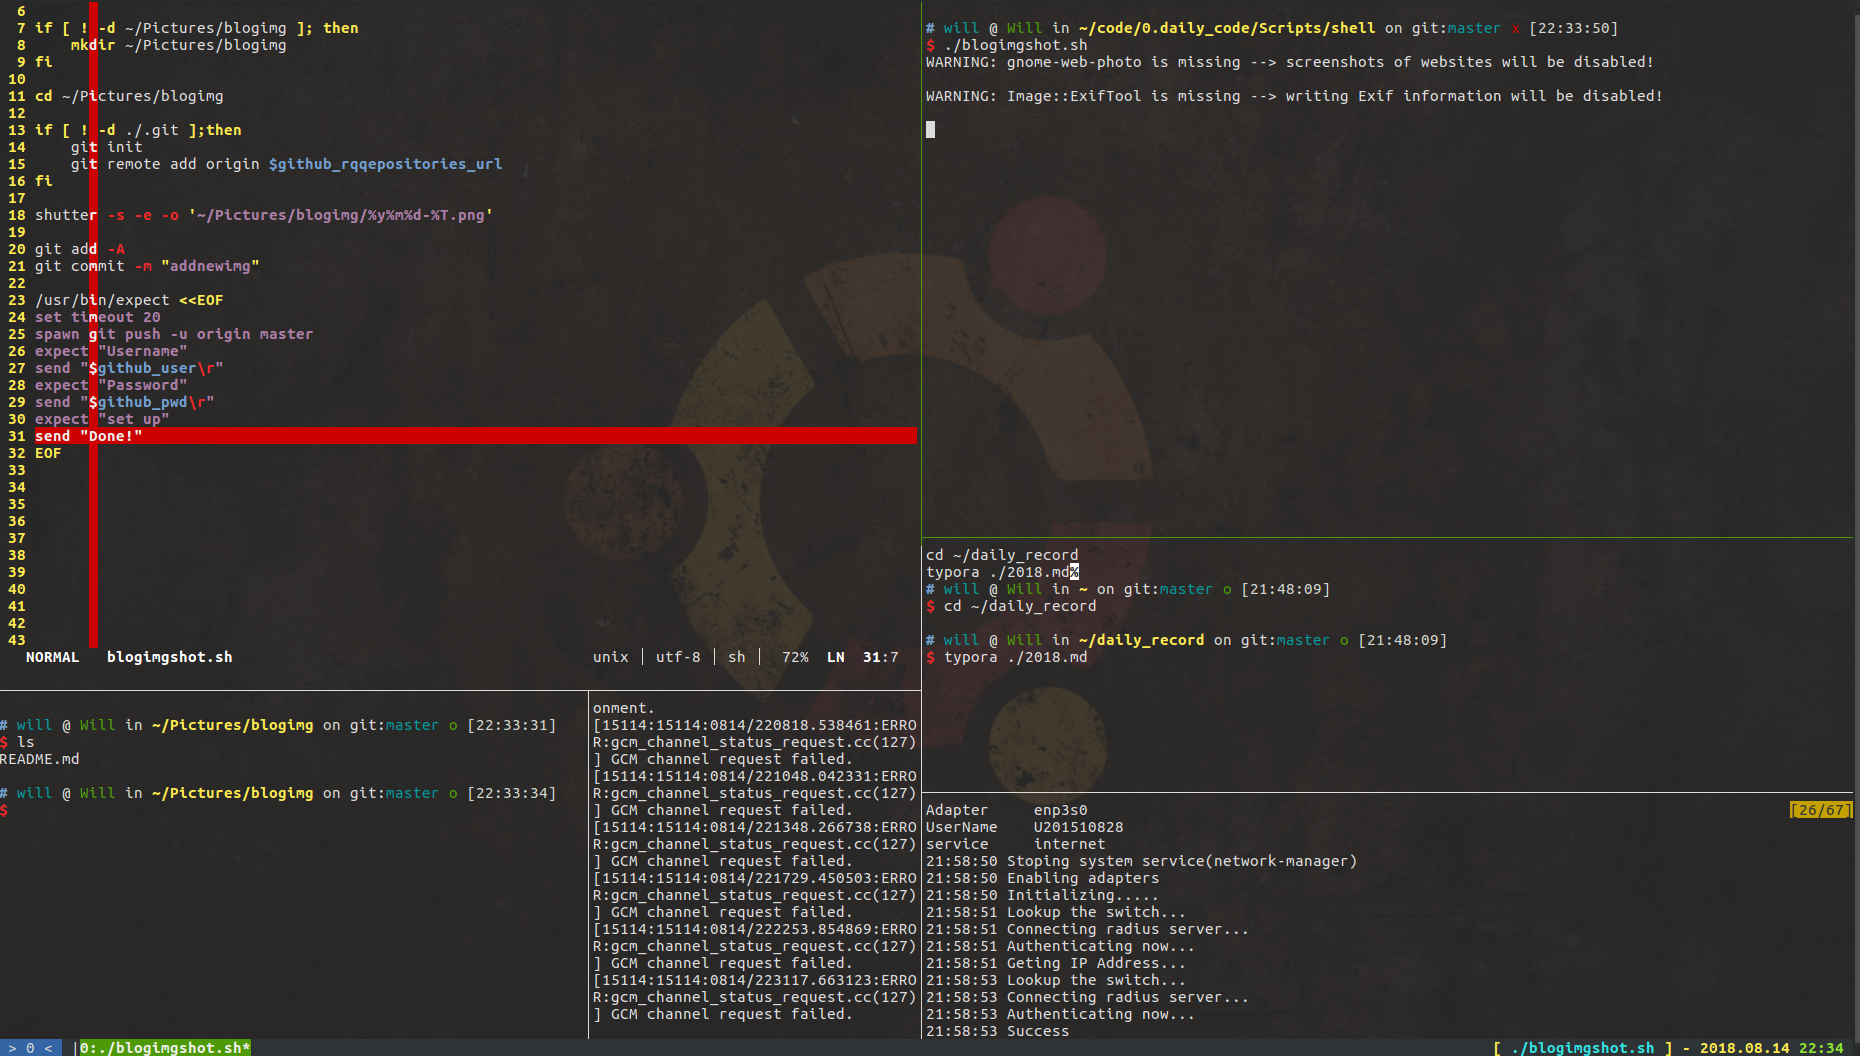 6
7 if [ ! -d ~/Pictures/blogimg ]; then
8     mkdir ~/Pictures/blogimg
9 fi
10
11 cd ~/Pictures/blogimg
12
13 if [ ! -d ./.git ];then
14     git init
15     git remote add origin $github_rqqepositories_url
16 fi
17
18 shutter -s -e -o '~/Pictures/blogimg/%y%m%d-%T.png'
19
20 git add -A
21 git commit -m "addnewimg"
22
23 /usr/bin/expect <<EOF
24 set timeout 20
25 spawn git push -u origin master
26 expect "Username"
27 send "$github_user\r"
28 expect "Password"
29 send "$github_pwd\r"
30 expect "set up"
31 send "Done!"
32 EOF
33
34
35
36
37
38
39
40
41
42
43
NORMAL   blogimgshot.sh   unix | utf-8 | sh |  72%  LN  31:7
# will @ Will in ~/Pictures/blogimg on git:master o [22:33:31]
$ ls
README.md
# will @ Will in ~/Pictures/blogimg on git:master o [22:33:34]
$
onment.
[15114:15114:0814/220818.538461:ERRO
R:gcm_channel_status_request.cc(127)
] GCM channel request failed.
[15114:15114:0814/221048.042331:ERRO
R:gcm_channel_status_request.cc(127)
] GCM channel request failed.
[15114:15114:0814/221348.266738:ERRO
R:gcm_channel_status_request.cc(127)
] GCM channel request failed.
[15114:15114:0814/221729.450503:ERRO
R:gcm_channel_status_request.cc(127)
] GCM channel request failed.
[15114:15114:0814/222253.854869:ERRO
R:gcm_channel_status_request.cc(127)
] GCM channel request failed.
[15114:15114:0814/223117.663123:ERRO
R:gcm_channel_status_request.cc(127)
] GCM channel request failed.
# will @ Will in ~/code/0.daily_code/Scripts/shell on git:master x [22:33:50]
$ ./blogimgshot.sh
WARNING: gnome-web-photo is missing --> screenshots of websites will be disabled!
WARNING: Image::ExifTool is missing --> writing Exif information will be disabled!
cd ~/daily_record
typora ./2018.md%
# will @ Will in ~ on git:master o [21:48:09]
$ cd ~/daily_record
# will @ Will in ~/daily_record on git:master o [21:48:09]
$ typora ./2018.md
Adapter     enp3s0     [26/67]
UserName    U201510828
service     internet
21:58:50 Stoping system service(network-manager)
21:58:50 Enabling adapters
21:58:50 Initializing.....
21:58:51 Lookup the switch...
21:58:51 Connecting radius server...
21:58:51 Authenticating now...
21:58:51 Geting IP Address...
21:58:53 Lookup the switch...
21:58:53 Connecting radius server...
21:58:53 Authenticating now...
21:58:53 Success
> 0 < |0:./blogimgshot.sh*     [ ./blogimgshot.sh ] - 2018.08.14 22:34